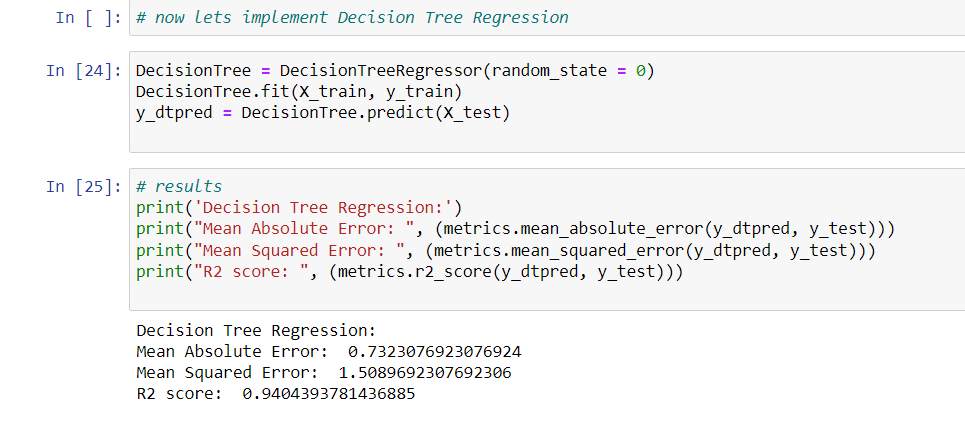 In [ ]: # now lets implement Decision Tree Regression
In [24]: DecisionTree = DecisionTreeRegressor(random_state = 0)
DecisionTree.fit(X_train, y_train)
y_dtpred = DecisionTree.predict(X_test)
In [25]: # results
print('Decision Tree Regression:')
print("Mean Absolute Error: ", (metrics.mean_absolute_error(y_dtpred, y_test)))
print("Mean Squared Error: ", (metrics.mean_squared_error(y_dtpred, y_test)))
print("R2 score: ", (metrics.r2_score(y_dtpred, y_test)))
Decision Tree Regression:
Mean Absolute Error:  0.7323076923076924
Mean Squared Error:  1.5089692307692306
R2 score:  0.9404393781436885